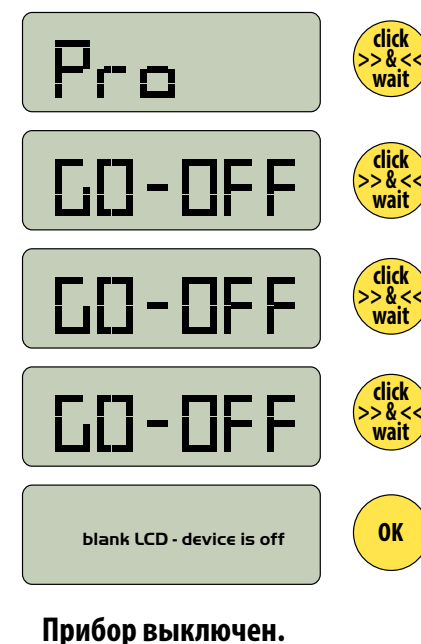 Pro
click
>> & <<
wait
GO-OFF
click
>> & <<
wait
GO-OFF
click
>> & <<
wait
GO-OFF
click
>> & <<
wait
blank LCD - device is off
OK
Прибор выключен.